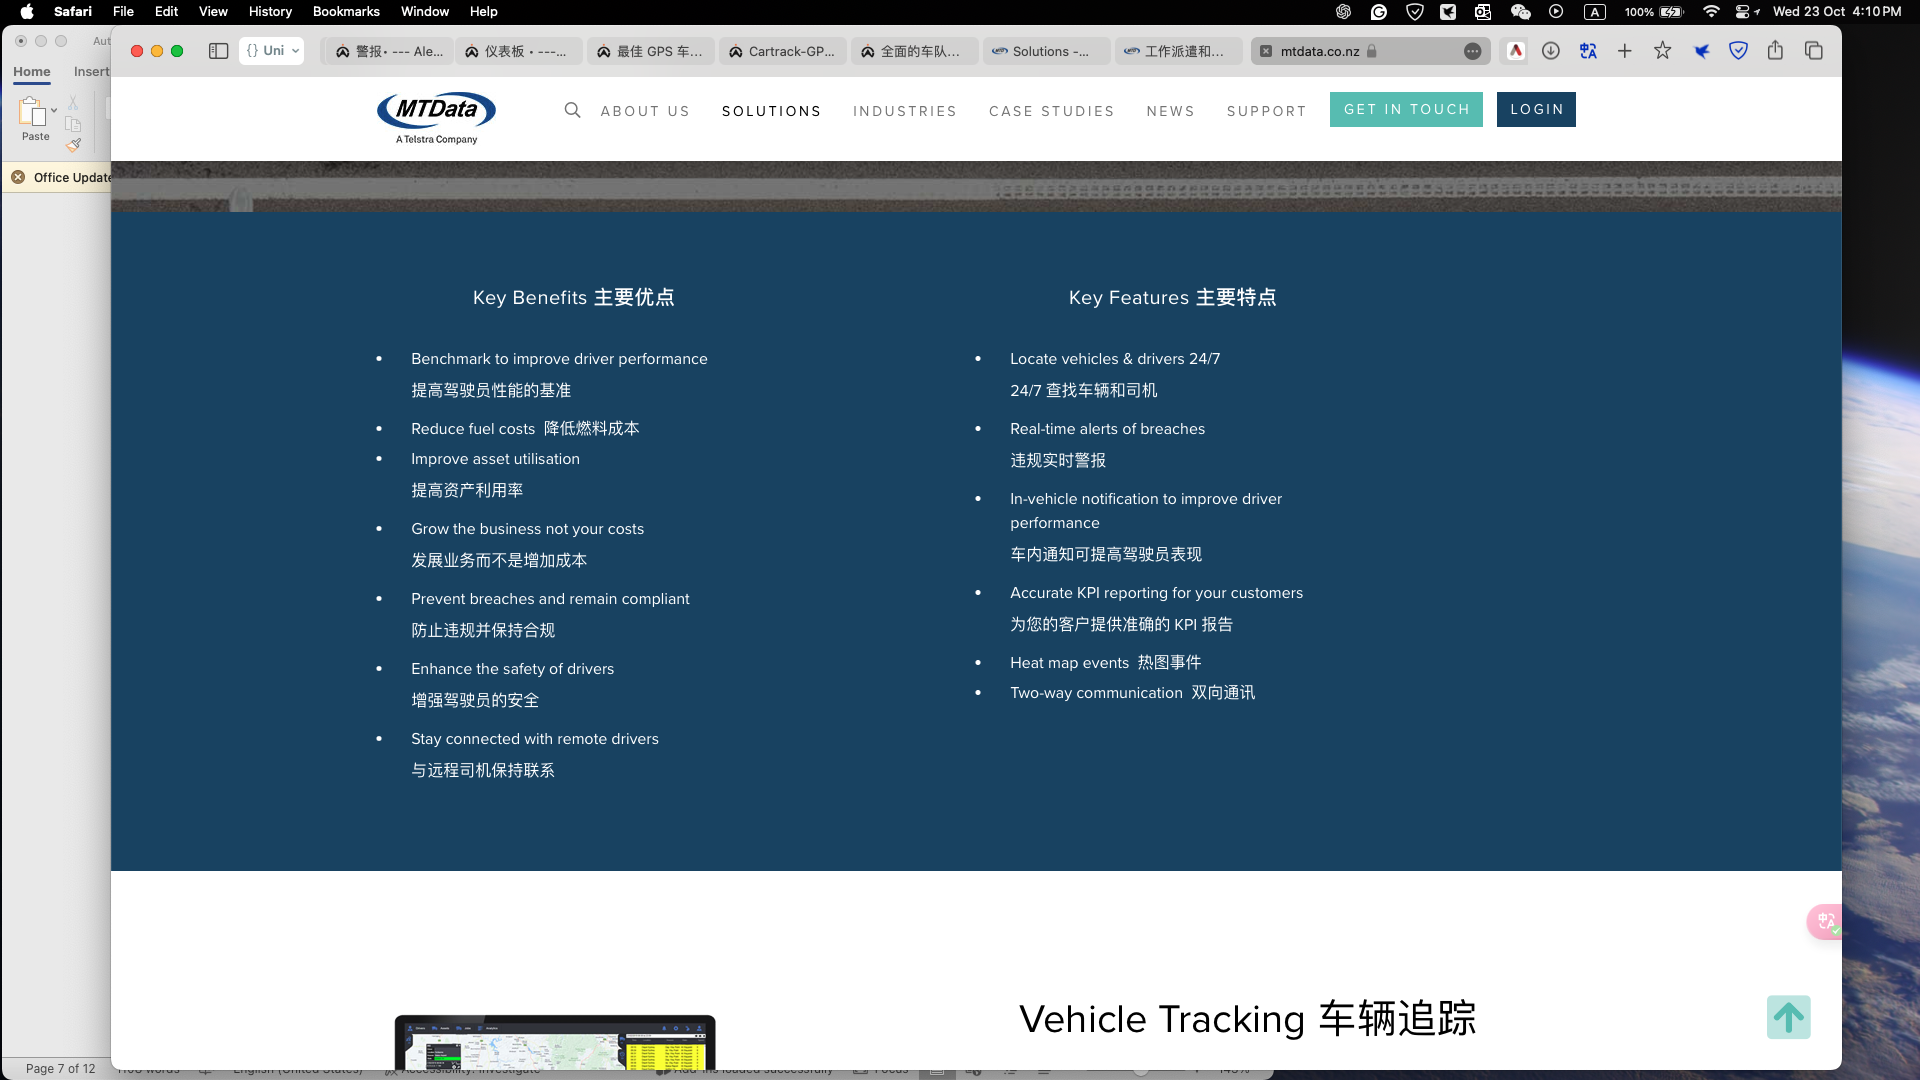 Safari File Edit View History Bookmarks Window Help
100% Wed 23 Oct 4:10 PM
Uni
警报• --- Ale...
仪表板 • ---...
最佳 GPS 车...
Cartrack-GP...
全面的车队...
Solutions -...
工作派遣和...
mtdata.co.nz
Home Insert
Paste
Office Update
MTData
A Telstra Company
ABOUT US SOLUTIONS INDUSTRIES CASE STUDIES NEWS SUPPORT GET IN TOUCH LOGIN
Key Benefits 主要优点
• Benchmark to improve driver performance
提高驾驶员性能的基准
• Reduce fuel costs 降低燃料成本
• Improve asset utilisation
提高资产利用率
• Grow the business not your costs
发展业务而不是增加成本
• Prevent breaches and remain compliant
防止违规并保持合规
• Enhance the safety of drivers
增强驾驶员的安全
• Stay connected with remote drivers
与远程司机保持联系
Key Features 主要特点
• Locate vehicles & drivers 24/7
24/7 查找车辆和司机
• Real-time alerts of breaches
违规实时警报
• In-vehicle notification to improve driver
performance
车内通知可提高驾驶员表现
• Accurate KPI reporting for your customers
为您的客户提供准确的 KPI 报告
• Heat map events 热图事件
• Two-way communication 双向通讯
Vehicle Tracking 车辆追踪
Page 7 of 12